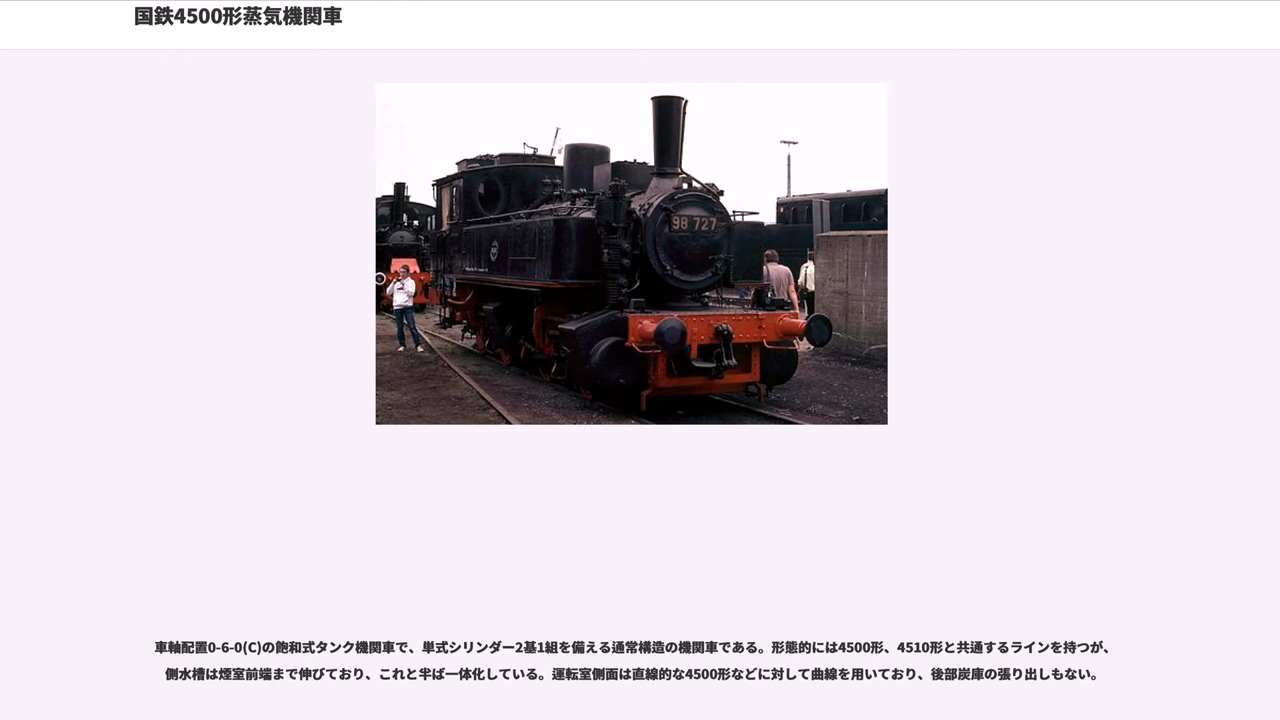 国鉄4500形蒸気機関車
98 727
車軸配置0-6-0(C)の飽和式タンク機関車で、単式シリンダー2基1組を備える通常構造の機関車である。形態的には4500形、4510形と共通するラインを持つが、
側水槽は煙室前端まで伸びており、これと半ば一体化している。運転室側面は直線的な4500形などに対して曲線を用いており、後部炭庫の張り出しもない。